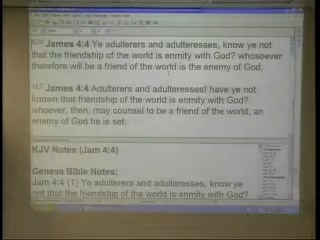 KJV James 4:4 Ye adulterers and adulteresses, know ye not
that the friendship of the world is enmity with God? whosoever
therefore will be a friend of the world is the enemy of God.
YLT James 4:4 Adulterers and adulteresses! have ye not
known that friendship of the world is enmity with God?
whoever, then, may counsel to be a friend of the world, an
enemy of God he is set.
KJV Notes (Jam 4:4)
Geneva Bible Notes:
Jam 4:4 (1) Ye adulterers and adulteresses, know ye
not that the friendship of the world is enmity with God?